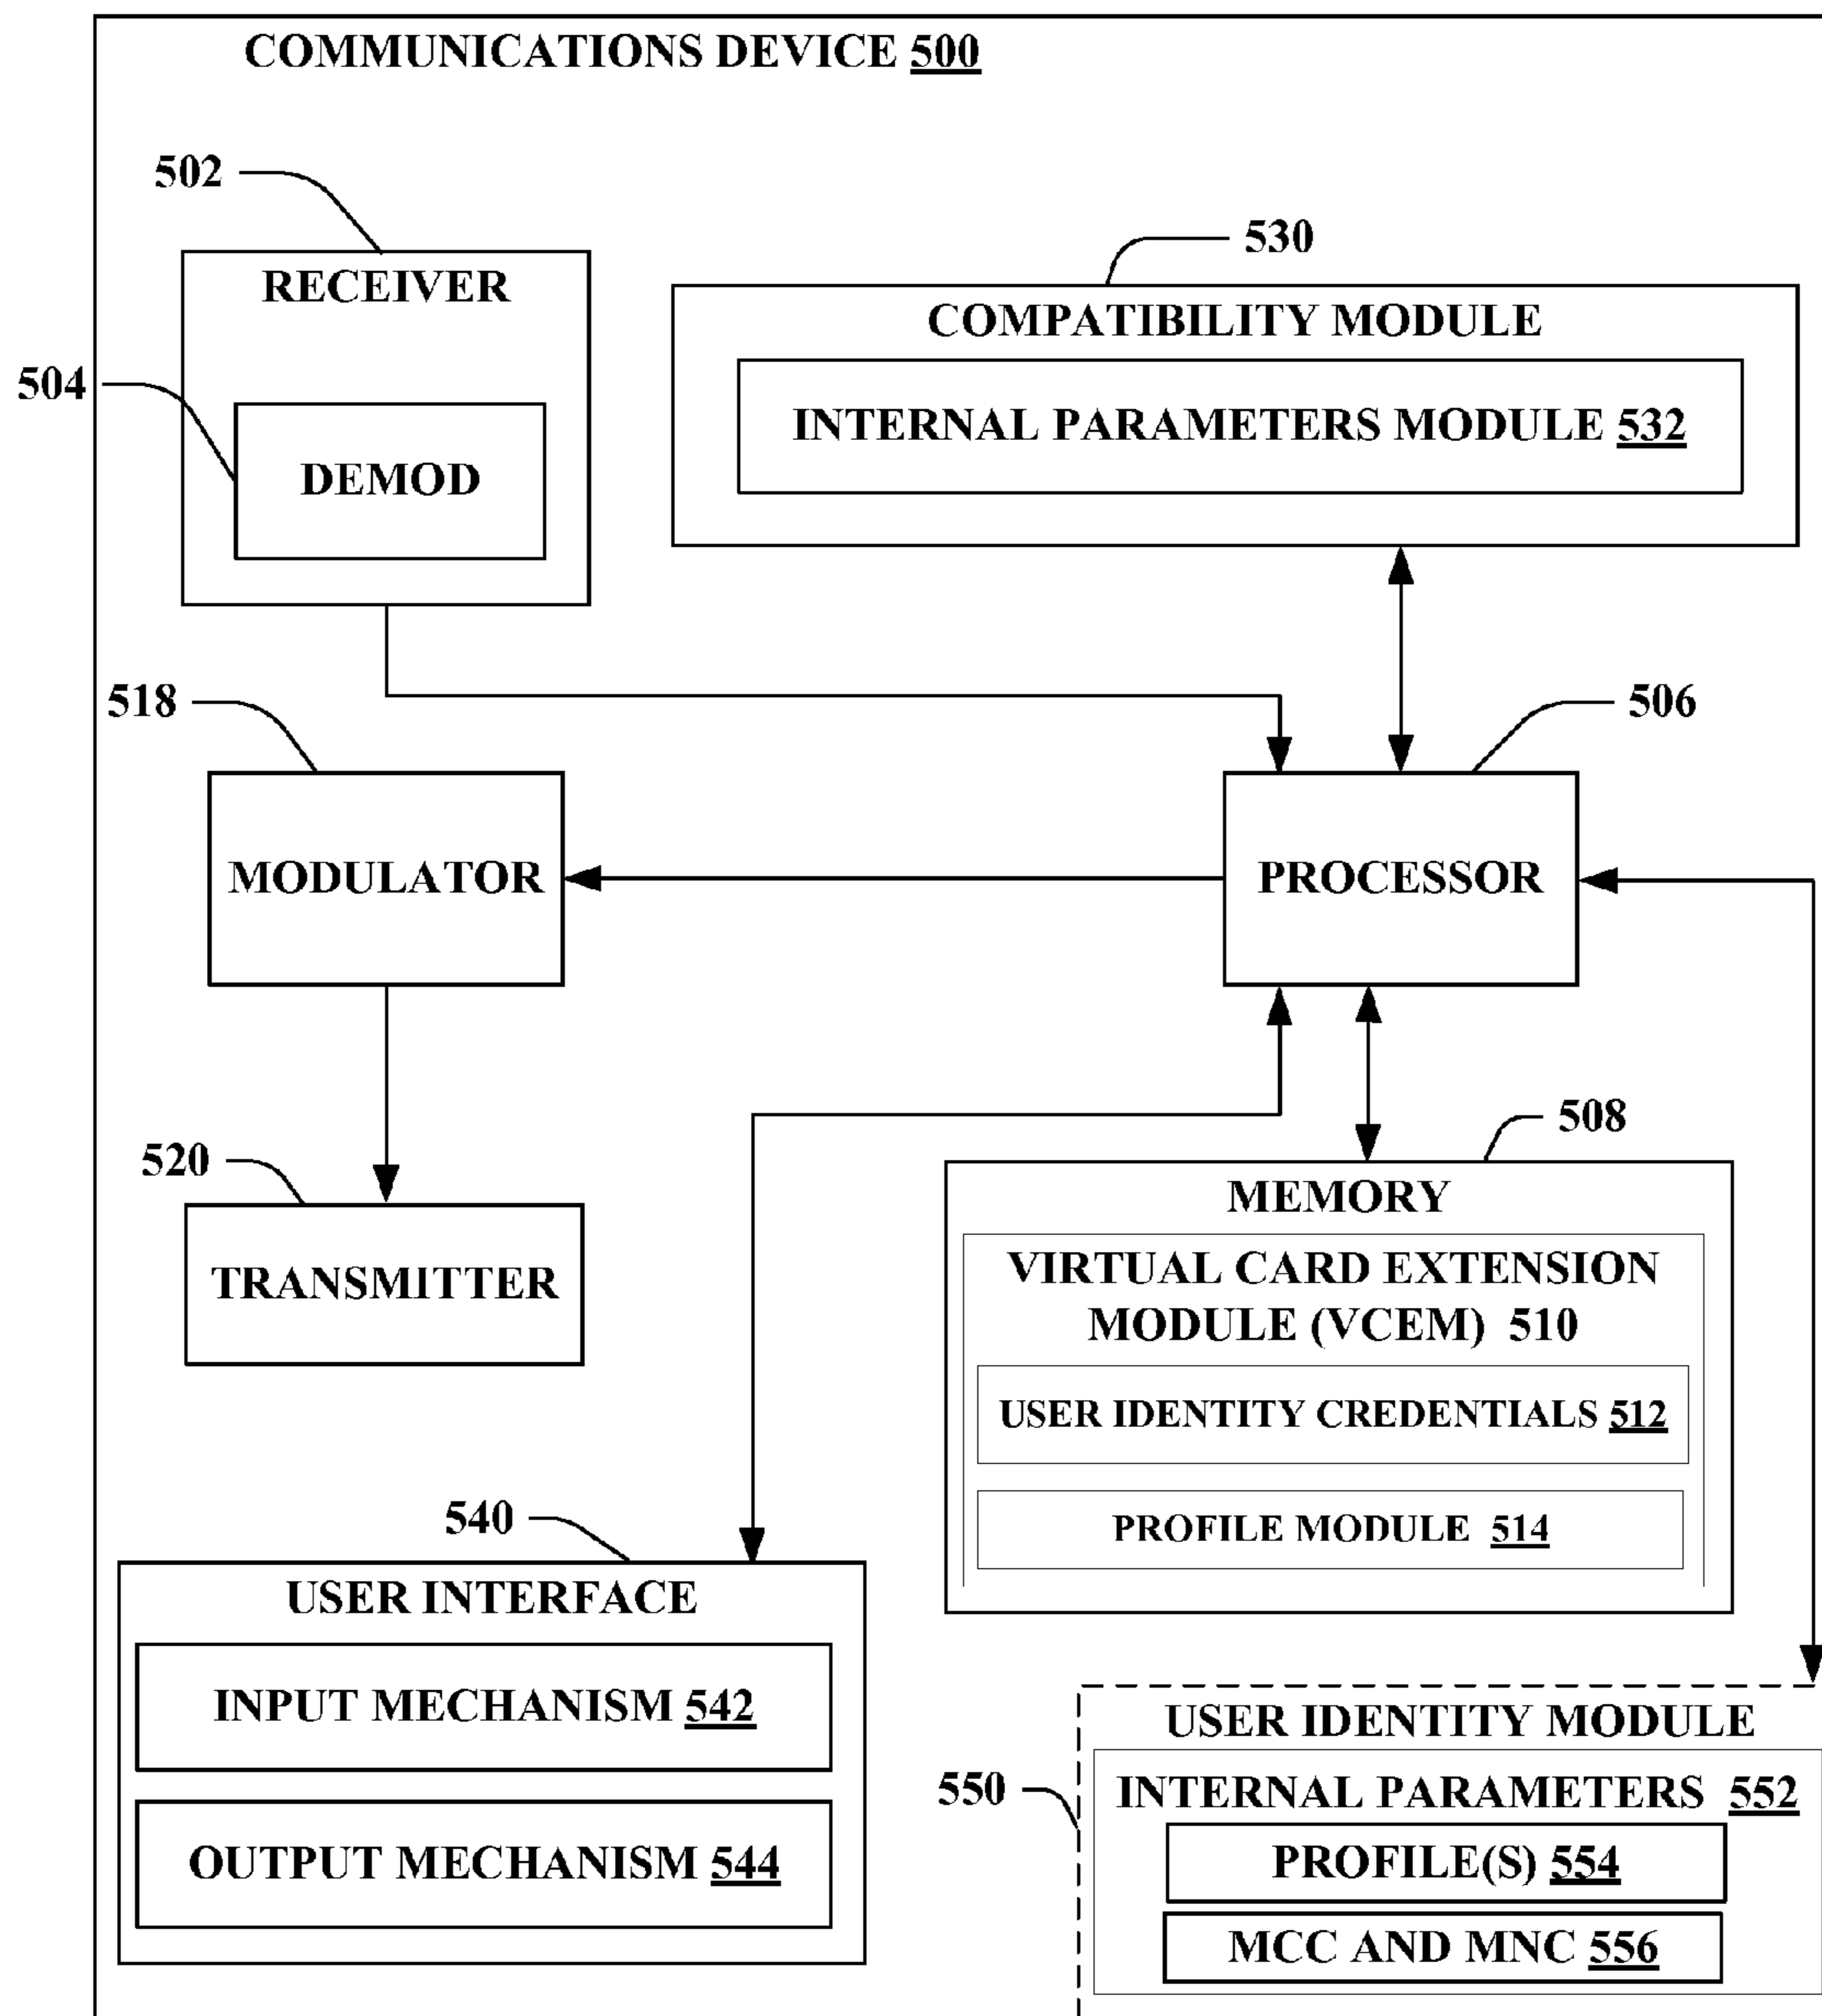 COMMUNICATIONS DEVICE 500
502
530
RECEIVER
COMPATIBILITY MODULE
504
INTERNAL PARAMETERS MODULE 532
DEMOD
518
506
MODULATOR
PROCESSOR
508
520
MEMORY
TRANSMITTER
VIRTUAL CARD EXTENSION
MODULE (VCEM) 510
USER IDENTITY CREDENTIALS 512
PROFILE MODULE 514
540
USER INTERFACE
INPUT MECHANISM 542
OUTPUT MECHANISM 544
USER IDENTITY MODULE
550
INTERNAL PARAMETERS 552
PROFILE(S) 554
MCC AND MNC 556